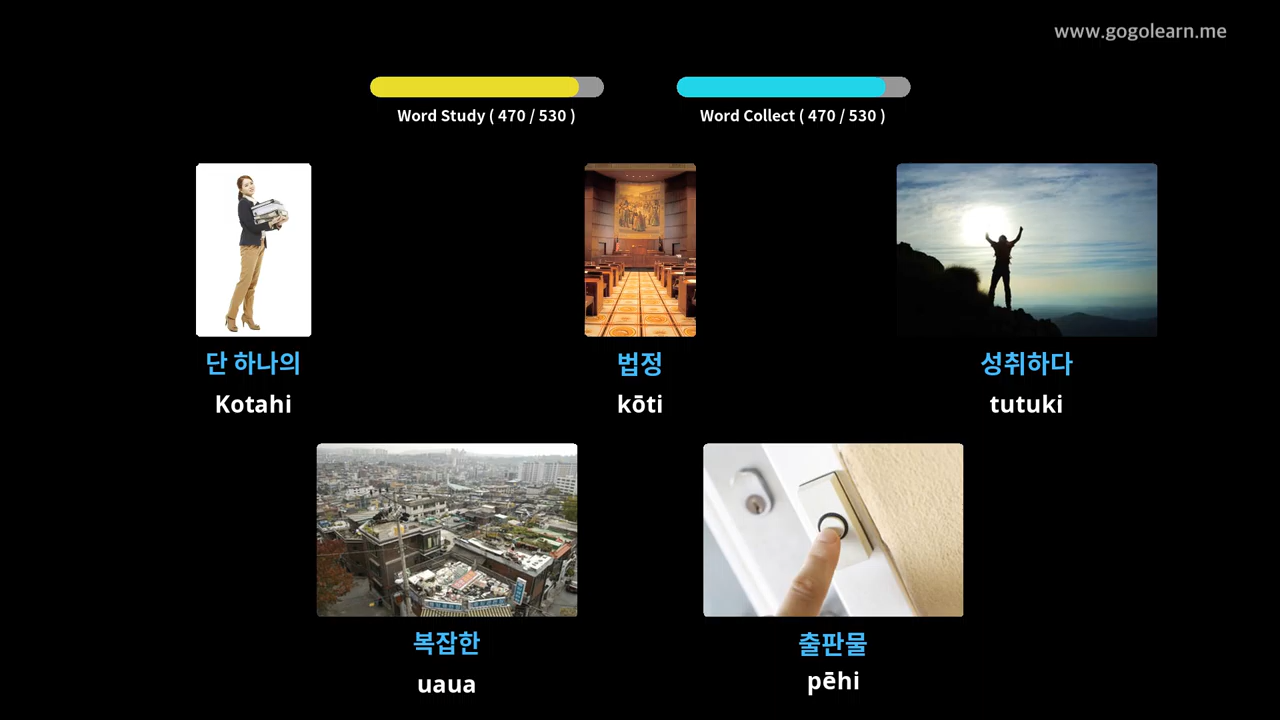 www.gogolearn.me
Word Study ( 470 / 530 )
Word Collect ( 470 / 530 )
단 하나의
Kotahi
법정
kōti
성취하다
tutuki
복잡한
uaua
출판물
pēhi